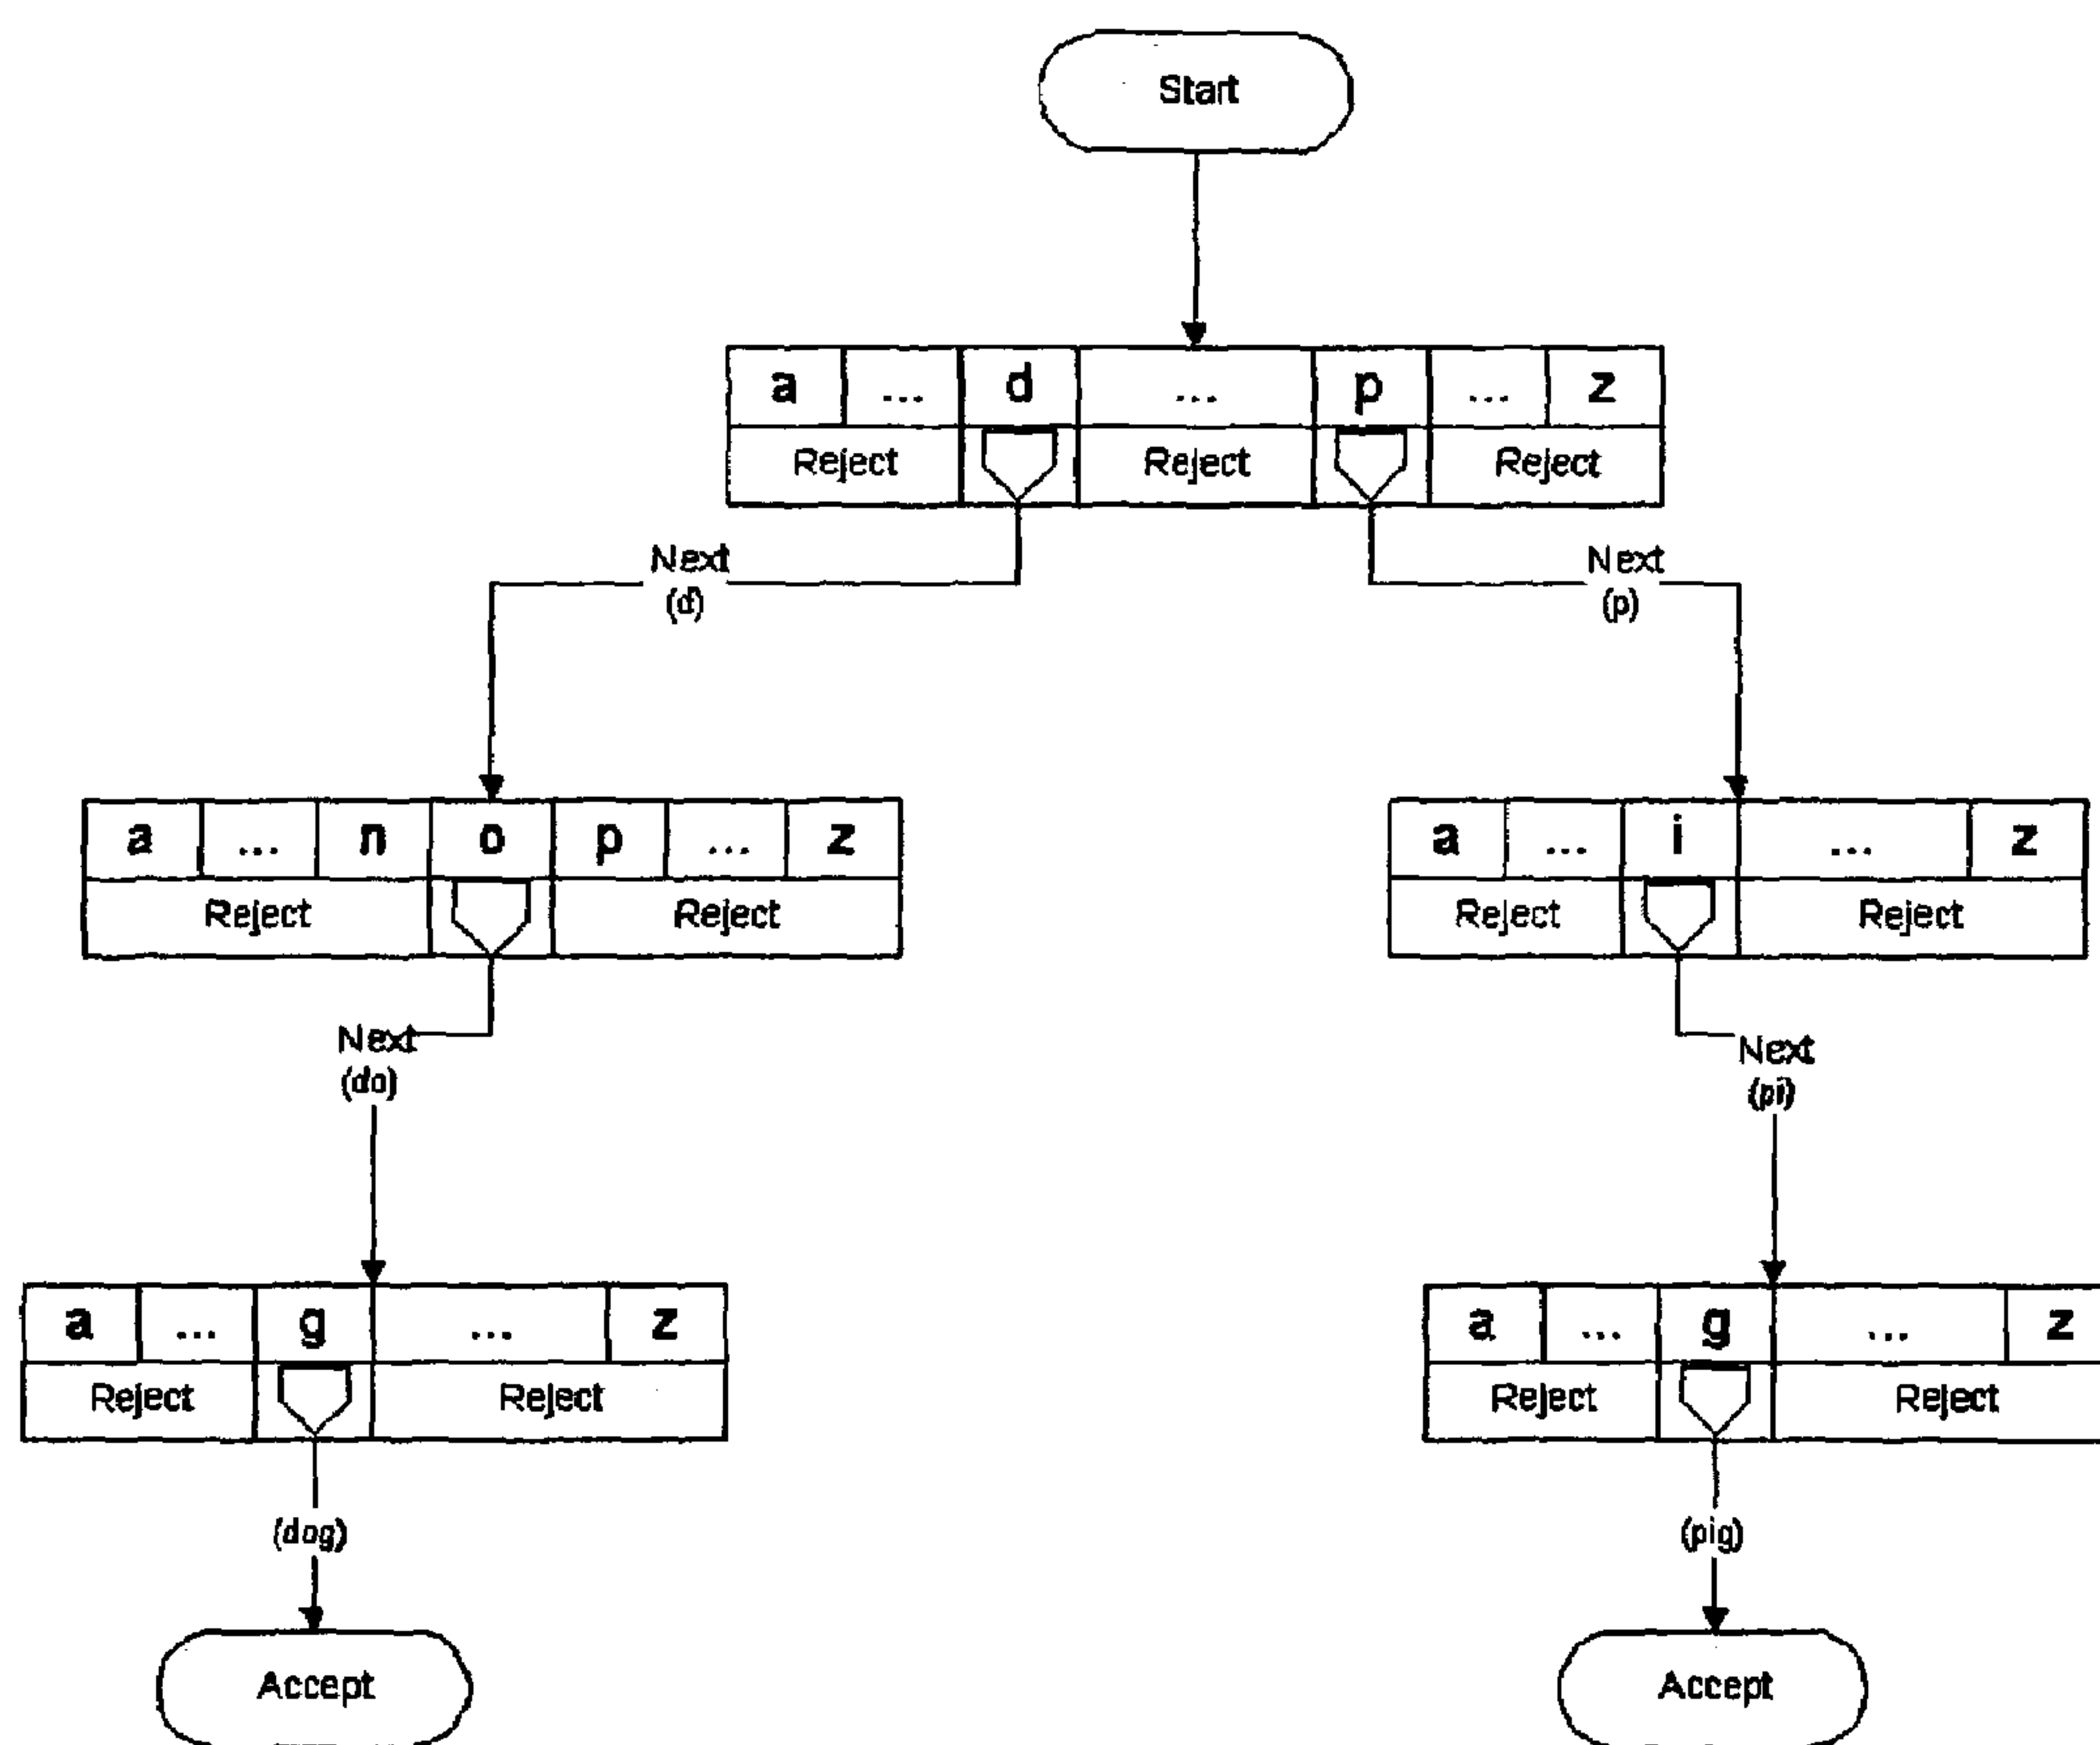 Start
a ... d ... p ... z
Reject Reject Reject
Next Next
(d) (p)
a ... n o p ... z a ... i ... z
Reject Reject Reject Reject
Next Next
(do) (pi)
a ... g ... z a ... g ... z
Reject Reject Reject Reject
(dog) (pig)
Accept Accept